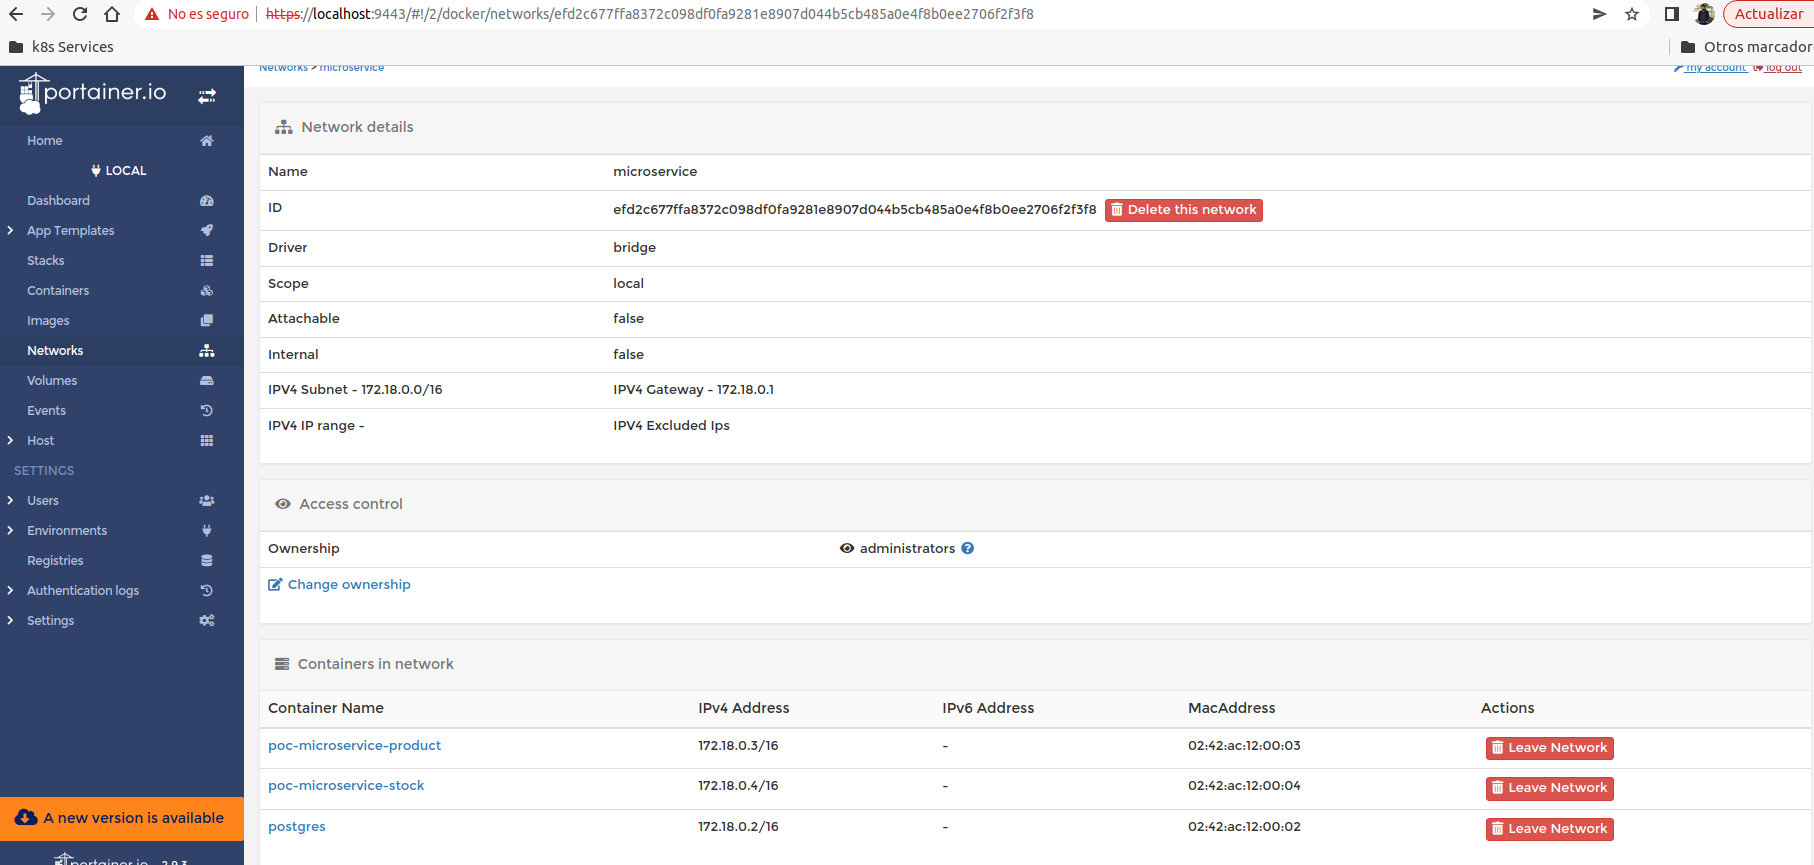 No es seguro https://localhost:9443/#!/2/docker/networks/efd2c677ffa8372c098df0fa9281e8907d044b5cb485a0e4f8b0ee2706f2f3f8 Actualizar
k8s Services Otros marcador
portainer.io
Home
LOCAL
Dashboard
App Templates
Stacks
Containers
Images
Networks
Volumes
Events
Host
SETTINGS
Users
Environments
Registries
Authentication logs
Settings
A new version is available
portainer.io 2.9.3
Networks > microservice my account log out
Network details
Name microservice
ID efd2c677ffa8372c098df0fa9281e8907d044b5cb485a0e4f8b0ee2706f2f3f8 Delete this network
Driver bridge
Scope local
Attachable false
Internal false
IPV4 Subnet - 172.18.0.0/16 IPV4 Gateway - 172.18.0.1
IPV4 IP range - IPV4 Excluded Ips
Access control
Ownership administrators
Change ownership
Containers in network
Container Name IPv4 Address IPv6 Address MacAddress Actions
poc-microservice-product 172.18.0.3/16 - 02:42:ac:12:00:03 Leave Network
poc-microservice-stock 172.18.0.4/16 - 02:42:ac:12:00:04 Leave Network
postgres 172.18.0.2/16 - 02:42:ac:12:00:02 Leave Network